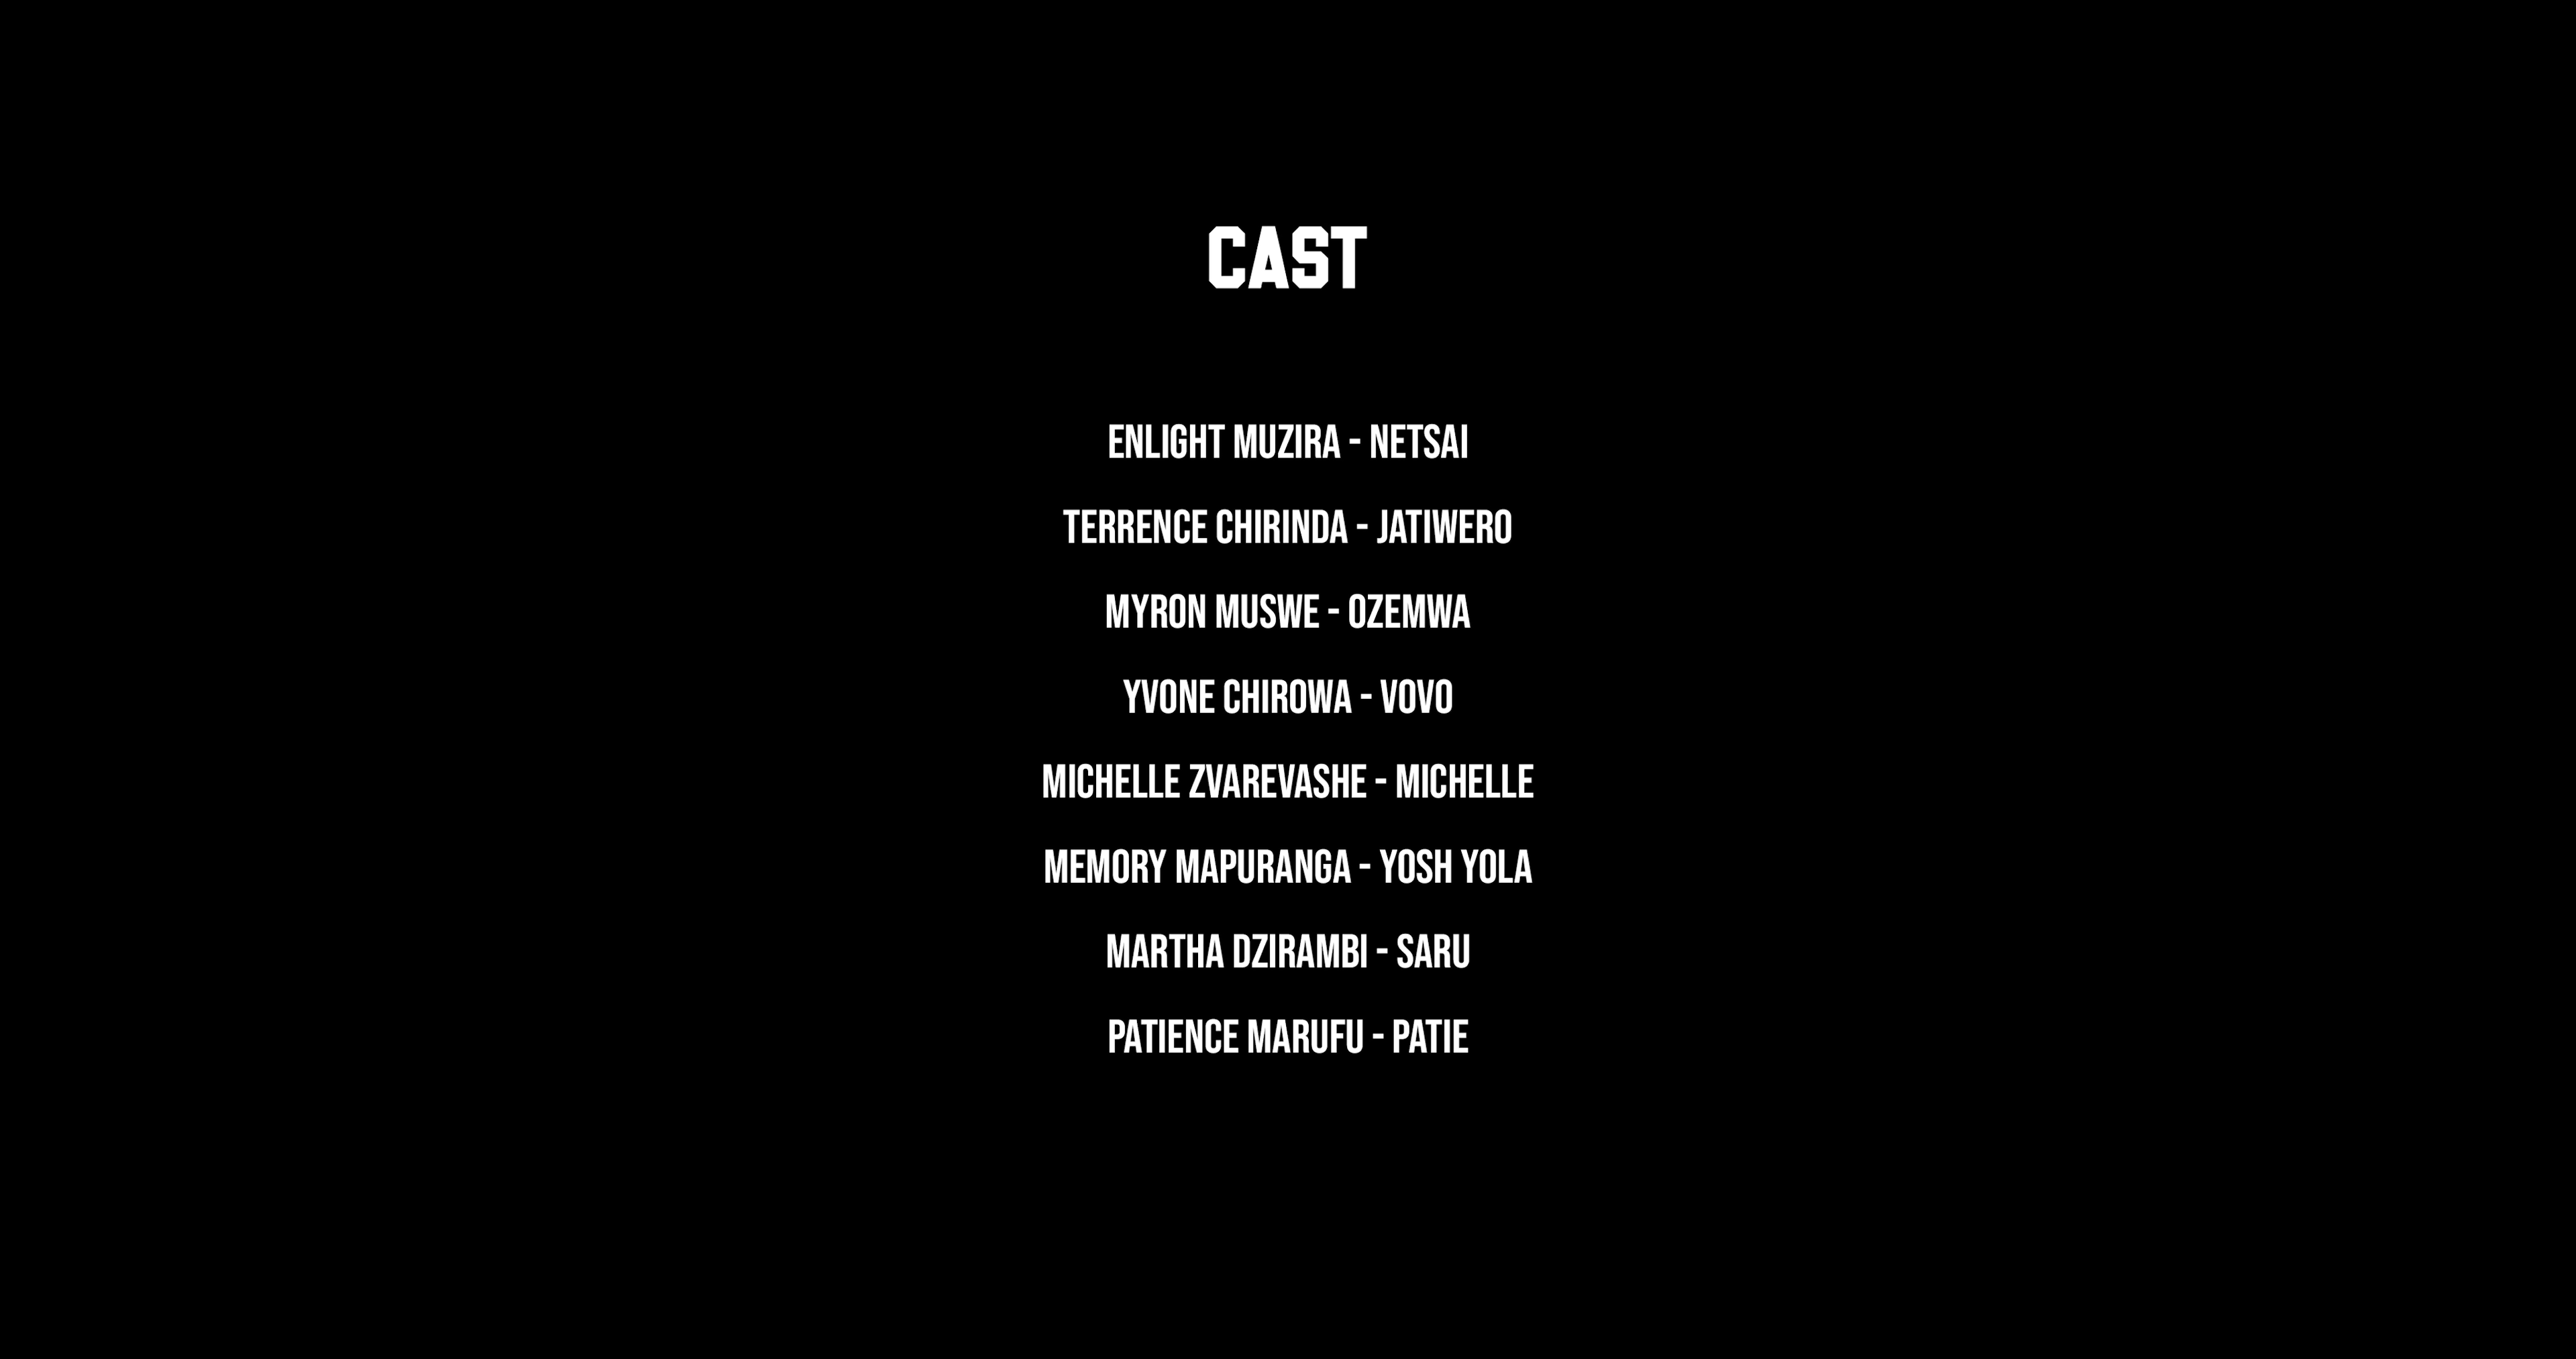 CAST
ENLIGHT MUZIRA - NETSAI
TERRENCE CHIRINDA - JATIWERO
MYRON MUSWE - OZEMWA
YVONE CHIROWA - VOVO
MICHELLE ZVAREVASHE - MICHELLE
MEMORY MAPURANGA - YOSH YOLA
MARTHA DZIRAMBI - SARU
PATIENCE MARUFU - PATIE